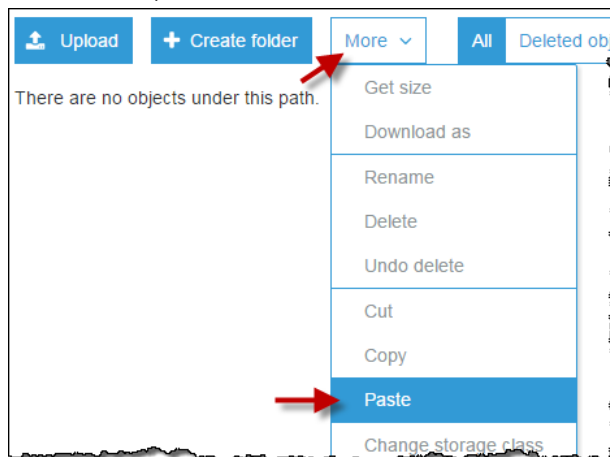 Upload Create folder More All Deleted
There are no objects under this path.
Get size
Download as
Rename
Delete
Undo delete
Cut
Copy
Paste
Change storage class